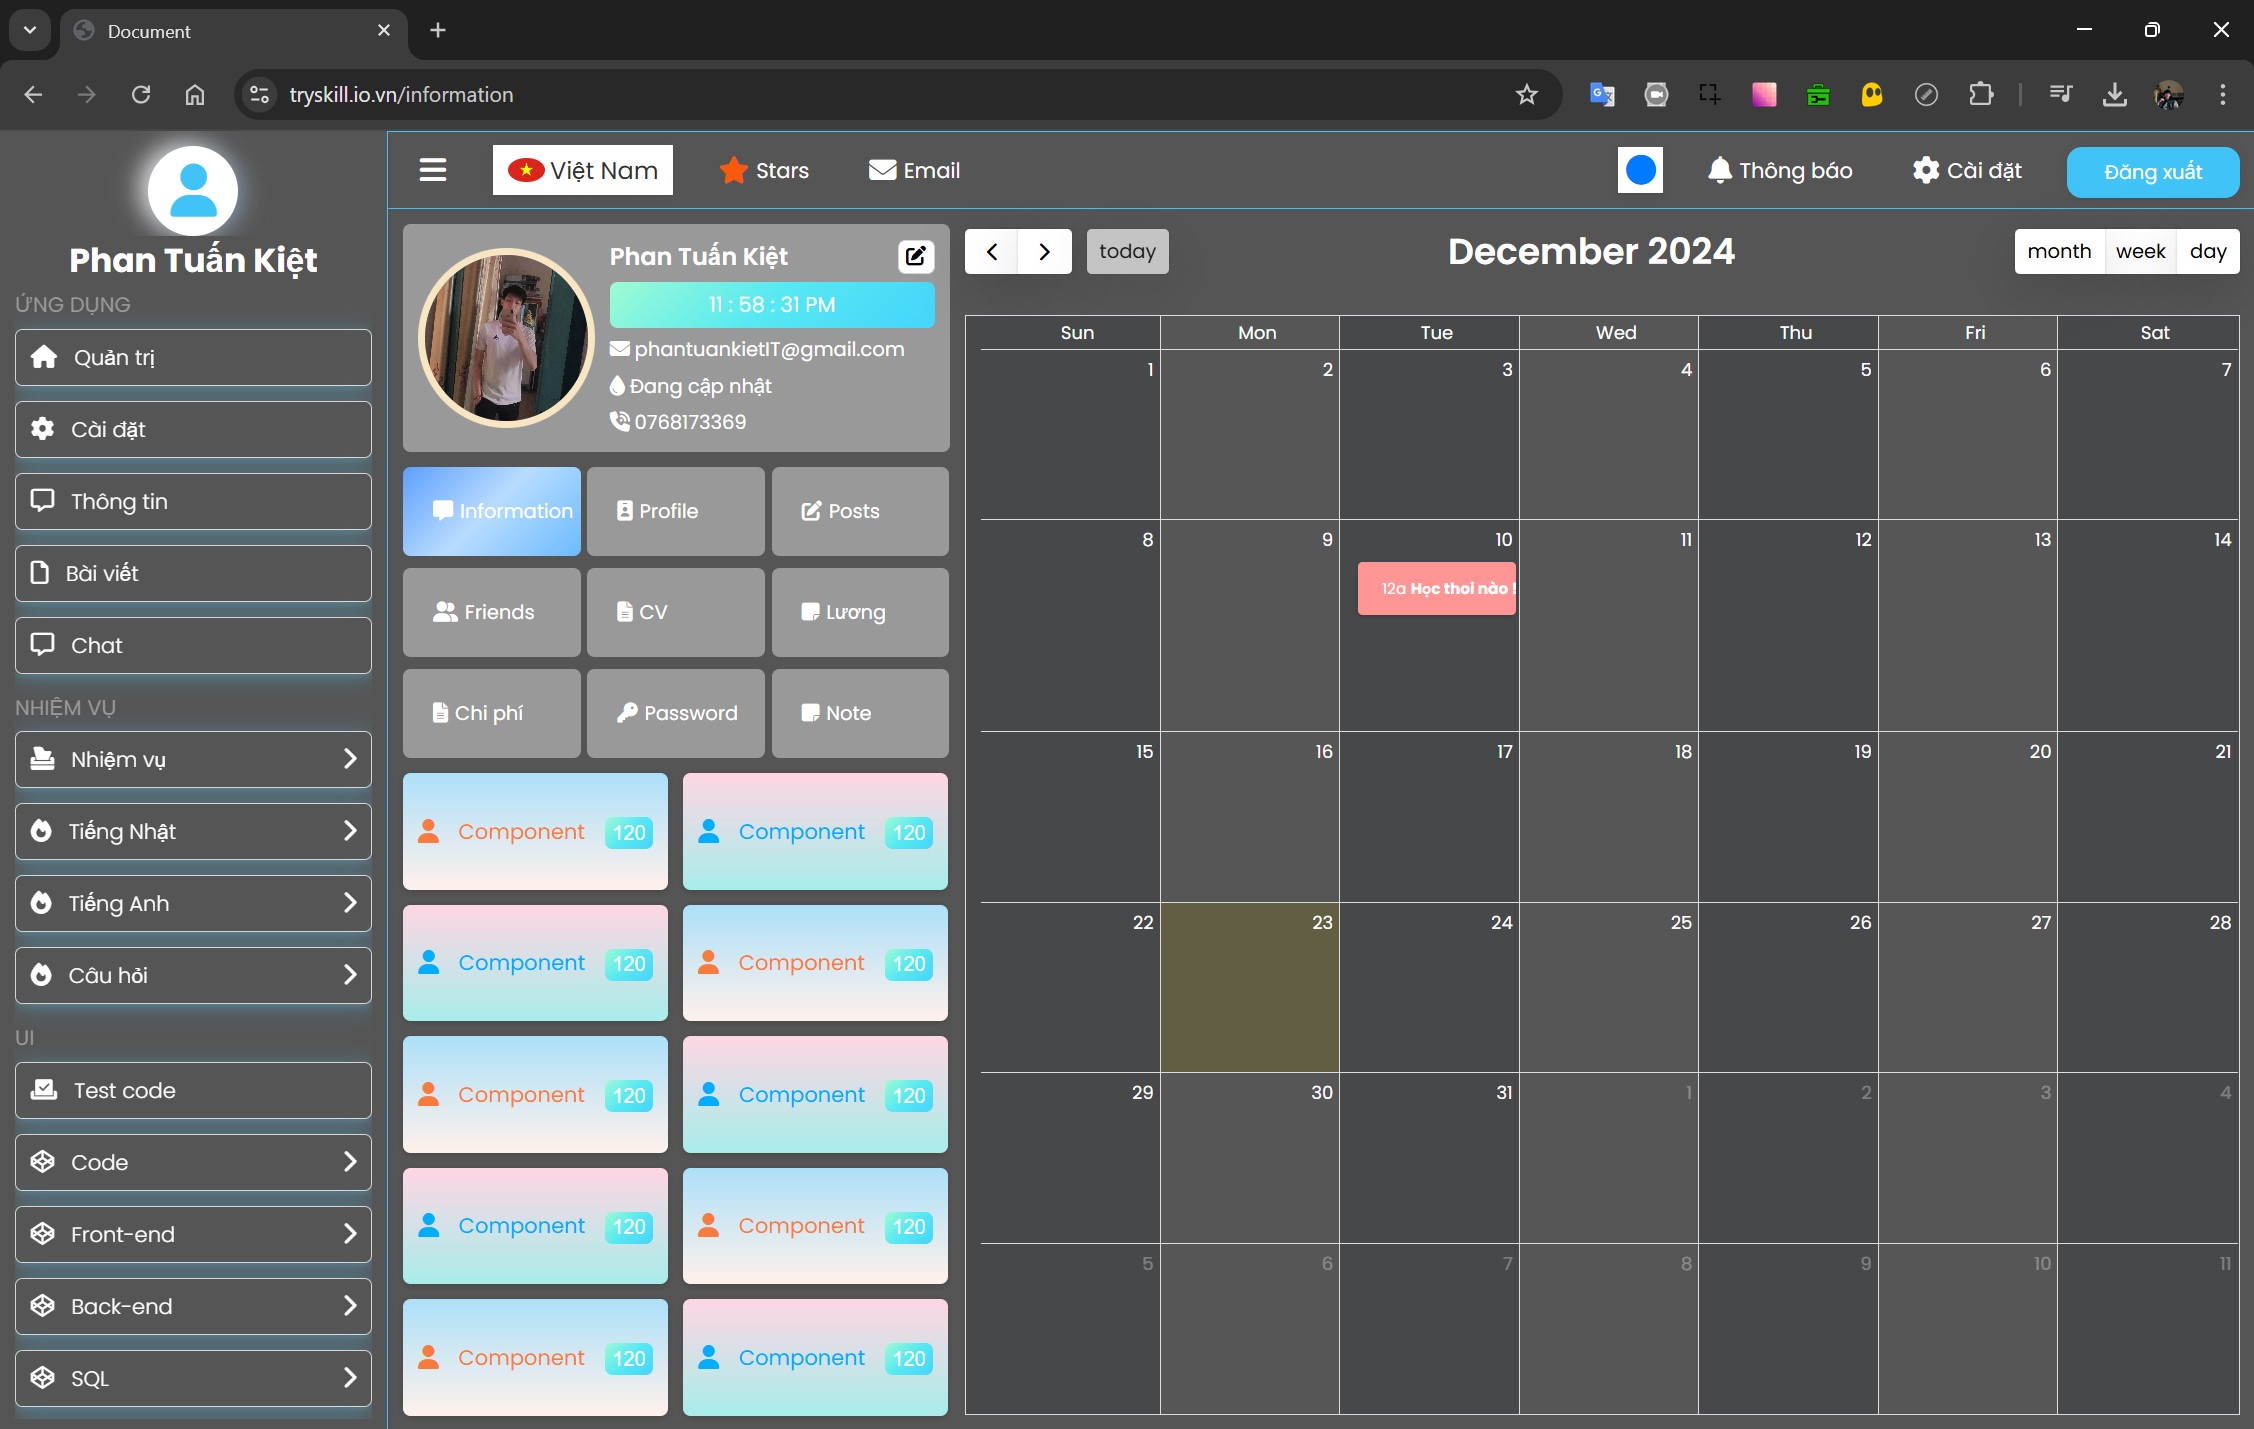 Document
tryskill.io.vn/information
Phan Tuấn Kiệt
ỨNG DỤNG
Quản trị
Cài đặt
Thông tin
Bài viết
Chat
NHIỆM VỤ
Nhiệm vụ
Tiếng Nhật
Tiếng Anh
Câu hỏi
UI
Test code
Code
Front-end
Back-end
SQL
Việt Nam
Stars
Email
Thông báo
Cài đặt
Đăng xuất
Phan Tuấn Kiệt
11 : 58 : 31 PM
phantuankietIT@gmail.com
Đang cập nhật
0768173369
Information
Profile
Posts
Friends
CV
Lương
Chi phí
Password
Note
Component 120
Component 120
Component 120
Component 120
Component 120
Component 120
Component 120
Component 120
Component 120
Component 120
today
December 2024
month week day
Sun Mon Tue Wed Thu Fri Sat
1 2 3 4 5 6 7
8 9 10 11 12 13 14
12a Học thoi nào !
15 16 17 18 19 20 21
22 23 24 25 26 27 28
29 30 31 1 2 3 4
5 6 7 8 9 10 11